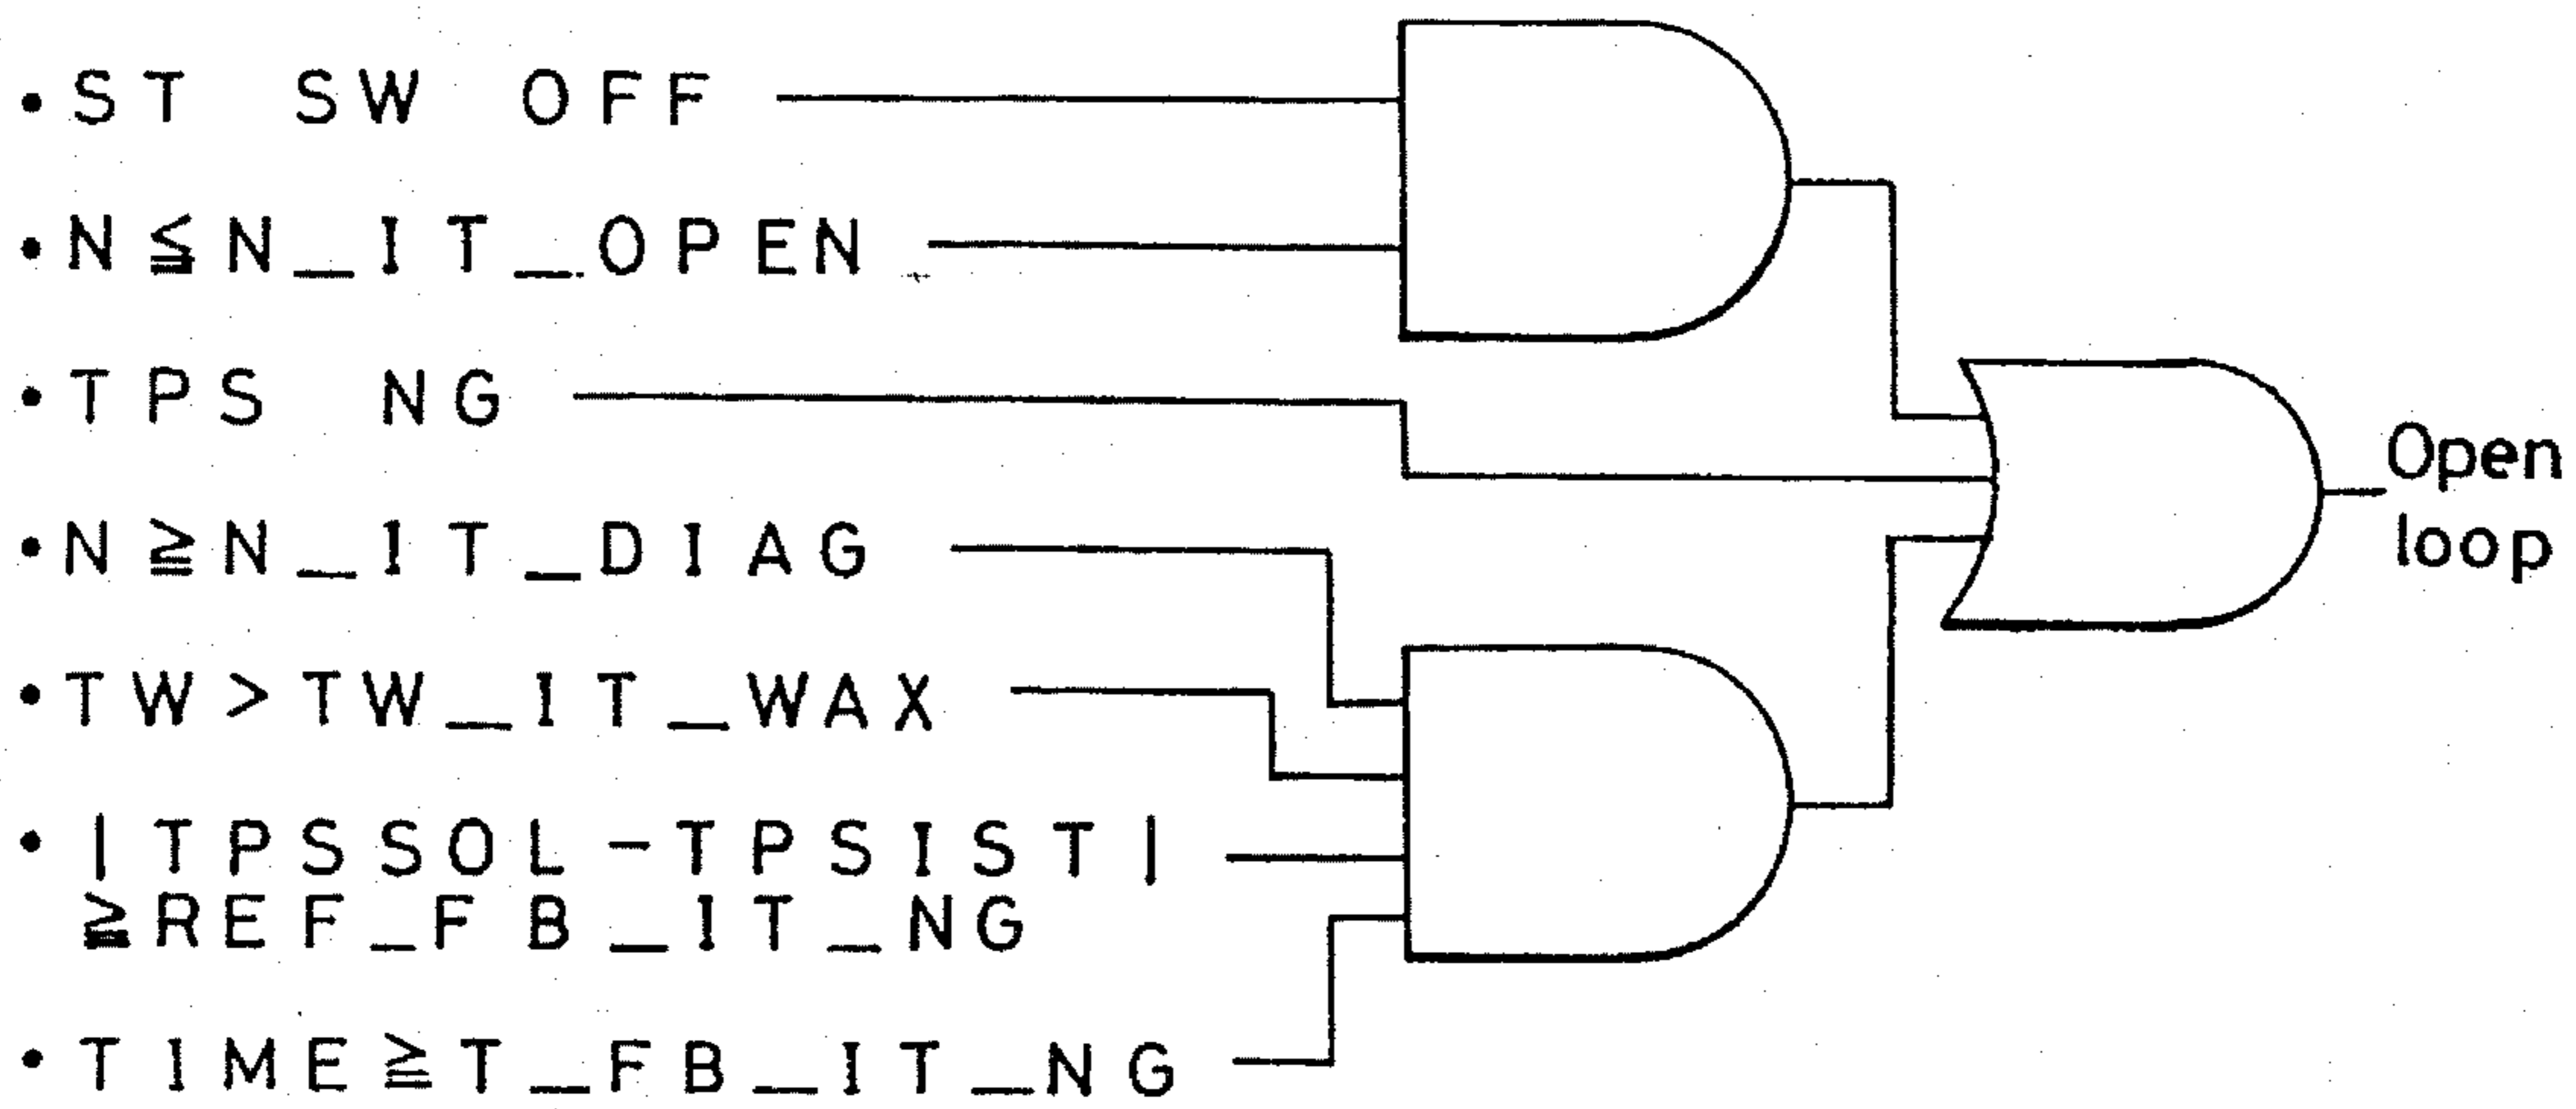 •ST SW OFF
•N≦N_IT_OPEN
•TPS NG
•N≧N_IT_DIAG
•TW>TW_IT_WAX
•|TPSSOL-TPSIST|
≧REF_FB_IT_NG
•TIME≧T_FB_IT_NG
Open
loop